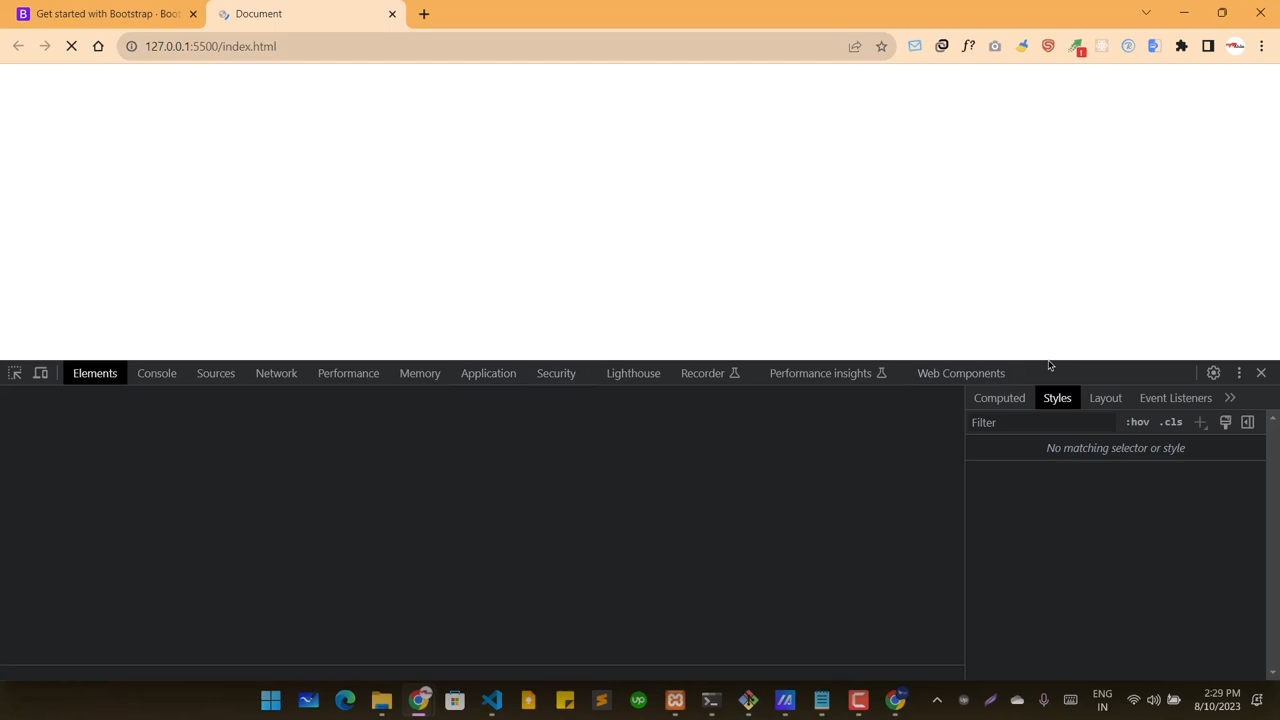 Get started with Bootstrap · Boot
Document
127.0.0.1:5500/index.html
f?
Elements
Console
Sources
Network
Performance
Memory
Application
Security
Lighthouse
Recorder
Performance insights
Web Components
Computed
Styles
Layout
Event Listeners
Filter
:hov
.cls
No matching selector or style
ENG
IN
2:29 PM
8/10/2023